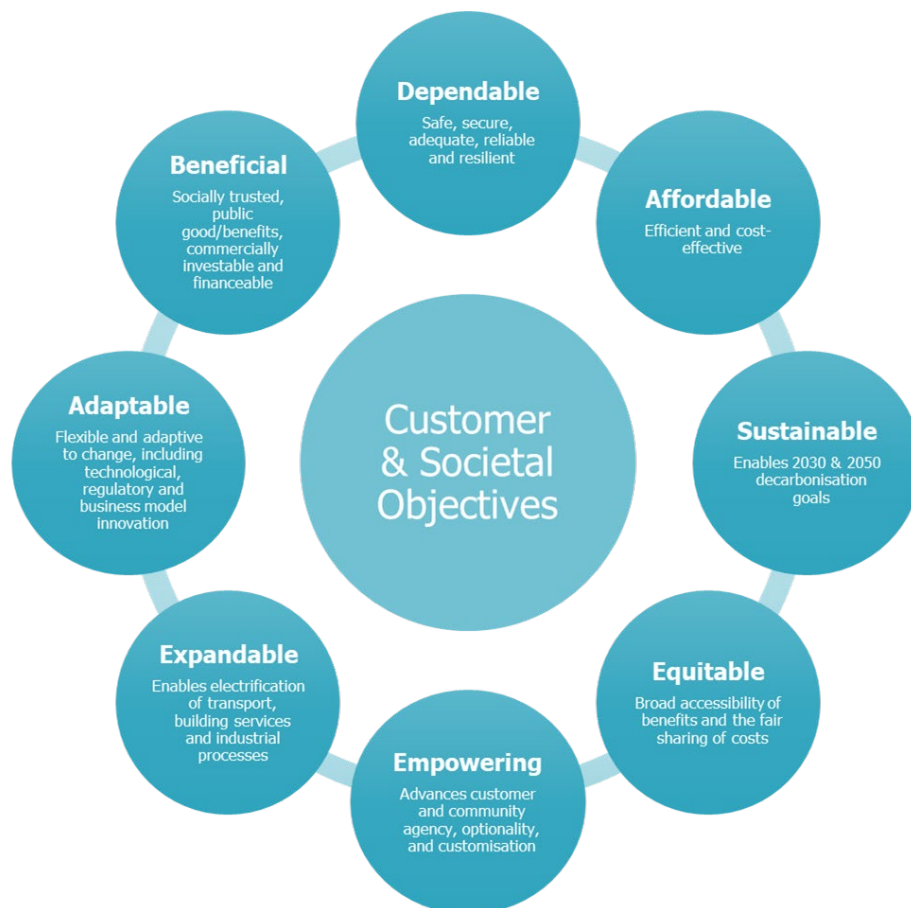 Dependable
Safe, secure,
adequate, reliable
and resilient
Affordable
Efficient and cost-
effective
Sustainable
Enables 2030 & 2050
decarbonisation
goals
Equitable
Broad accessibility of
benefits and the fair
sharing of costs
Empowering
Advances customer
and community
agency, optionality,
and customisation
Expandable
Enables electrification
of transport,
building services
and industrial
processes
Adaptable
Flexible and adaptive
to change, including
technological,
regulatory and
business model
innovation
Beneficial
Socially trusted,
public
good/benefits,
commercially
investable and
financeable
Customer
& Societal
Objectives